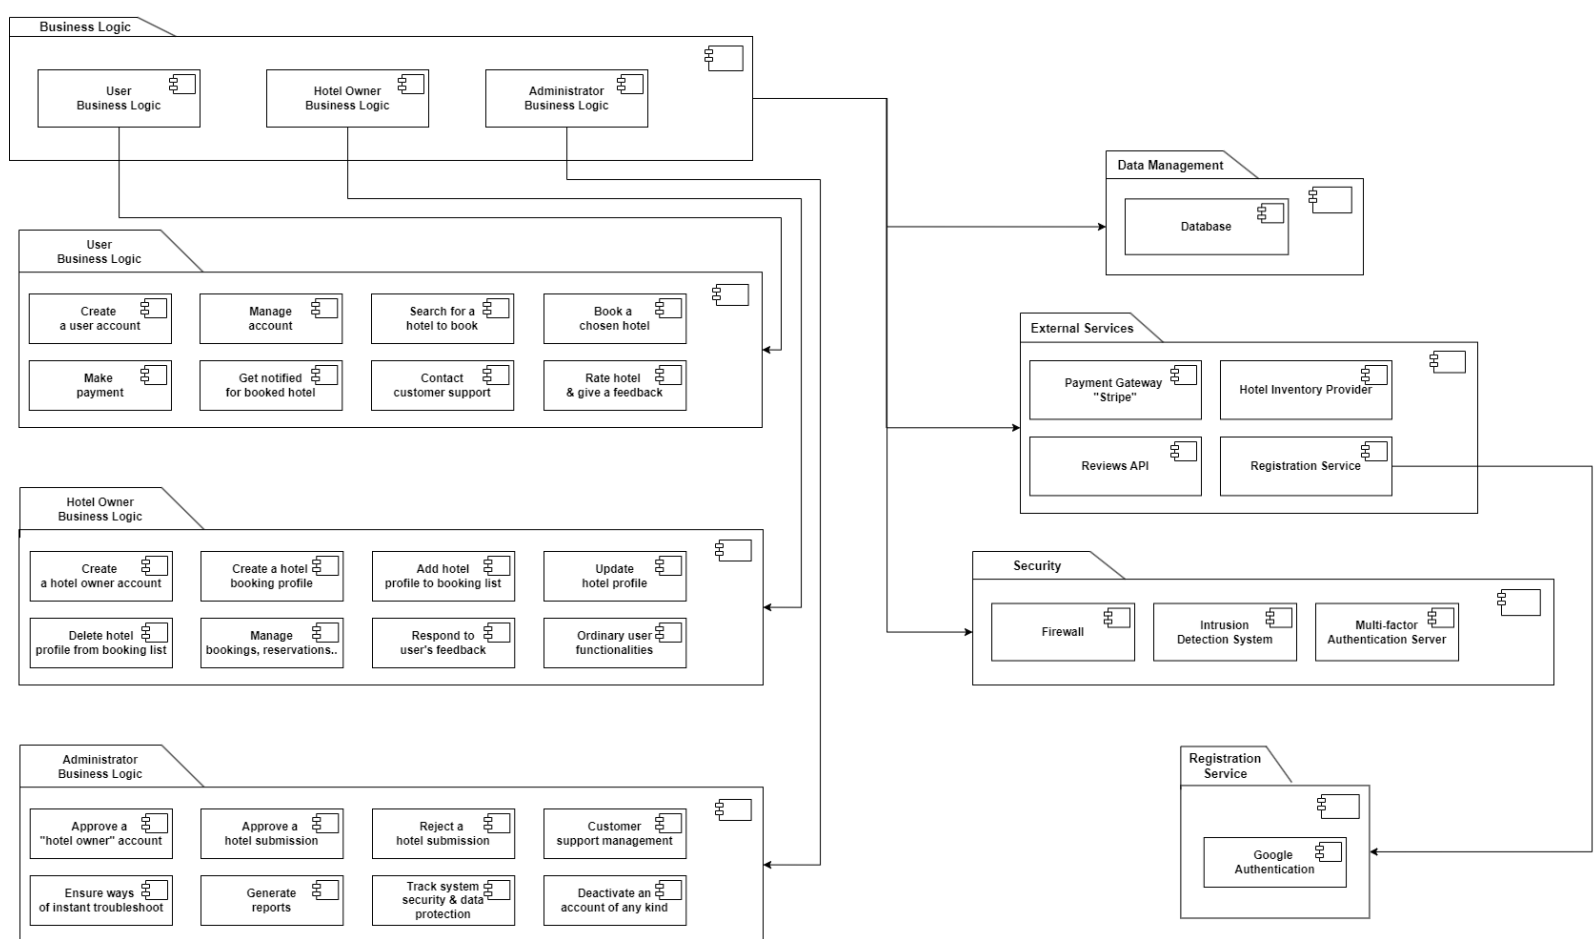 Business Logic
User
Business Logic
Hotel Owner
Business Logic
Administrator
Business Logic
User
Business Logic
Create
a user account
Manage
account
Search for a
hotel to book
Book a
chosen hotel
Make
payment
Get notified
for booked hotel
Contact
customer support
Rate hotel
& give a feedback
Hotel Owner
Business Logic
Create
a hotel owner account
Create a hotel
booking profile
Add hotel
profile to booking list
Update
hotel profile
Delete hotel
profile from booking list
Manage
bookings, reservations..
Respond to
user's feedback
Ordinary user
functionalities
Administrator
Business Logic
Approve a
"hotel owner" account
Approve a
hotel submission
Reject a
hotel submission
Customer
support management
Ensure ways
of instant troubleshoot
Generate
reports
Track system
security & data
protection
Deactivate an
account of any kind
Data Management
Database
External Services
Payment Gateway
"Stripe"
Hotel Inventory Provider
Reviews API
Registration Service
Security
Firewall
Intrusion
Detection System
Multi-factor
Authentication Server
Registration
Service
Google
Authentication